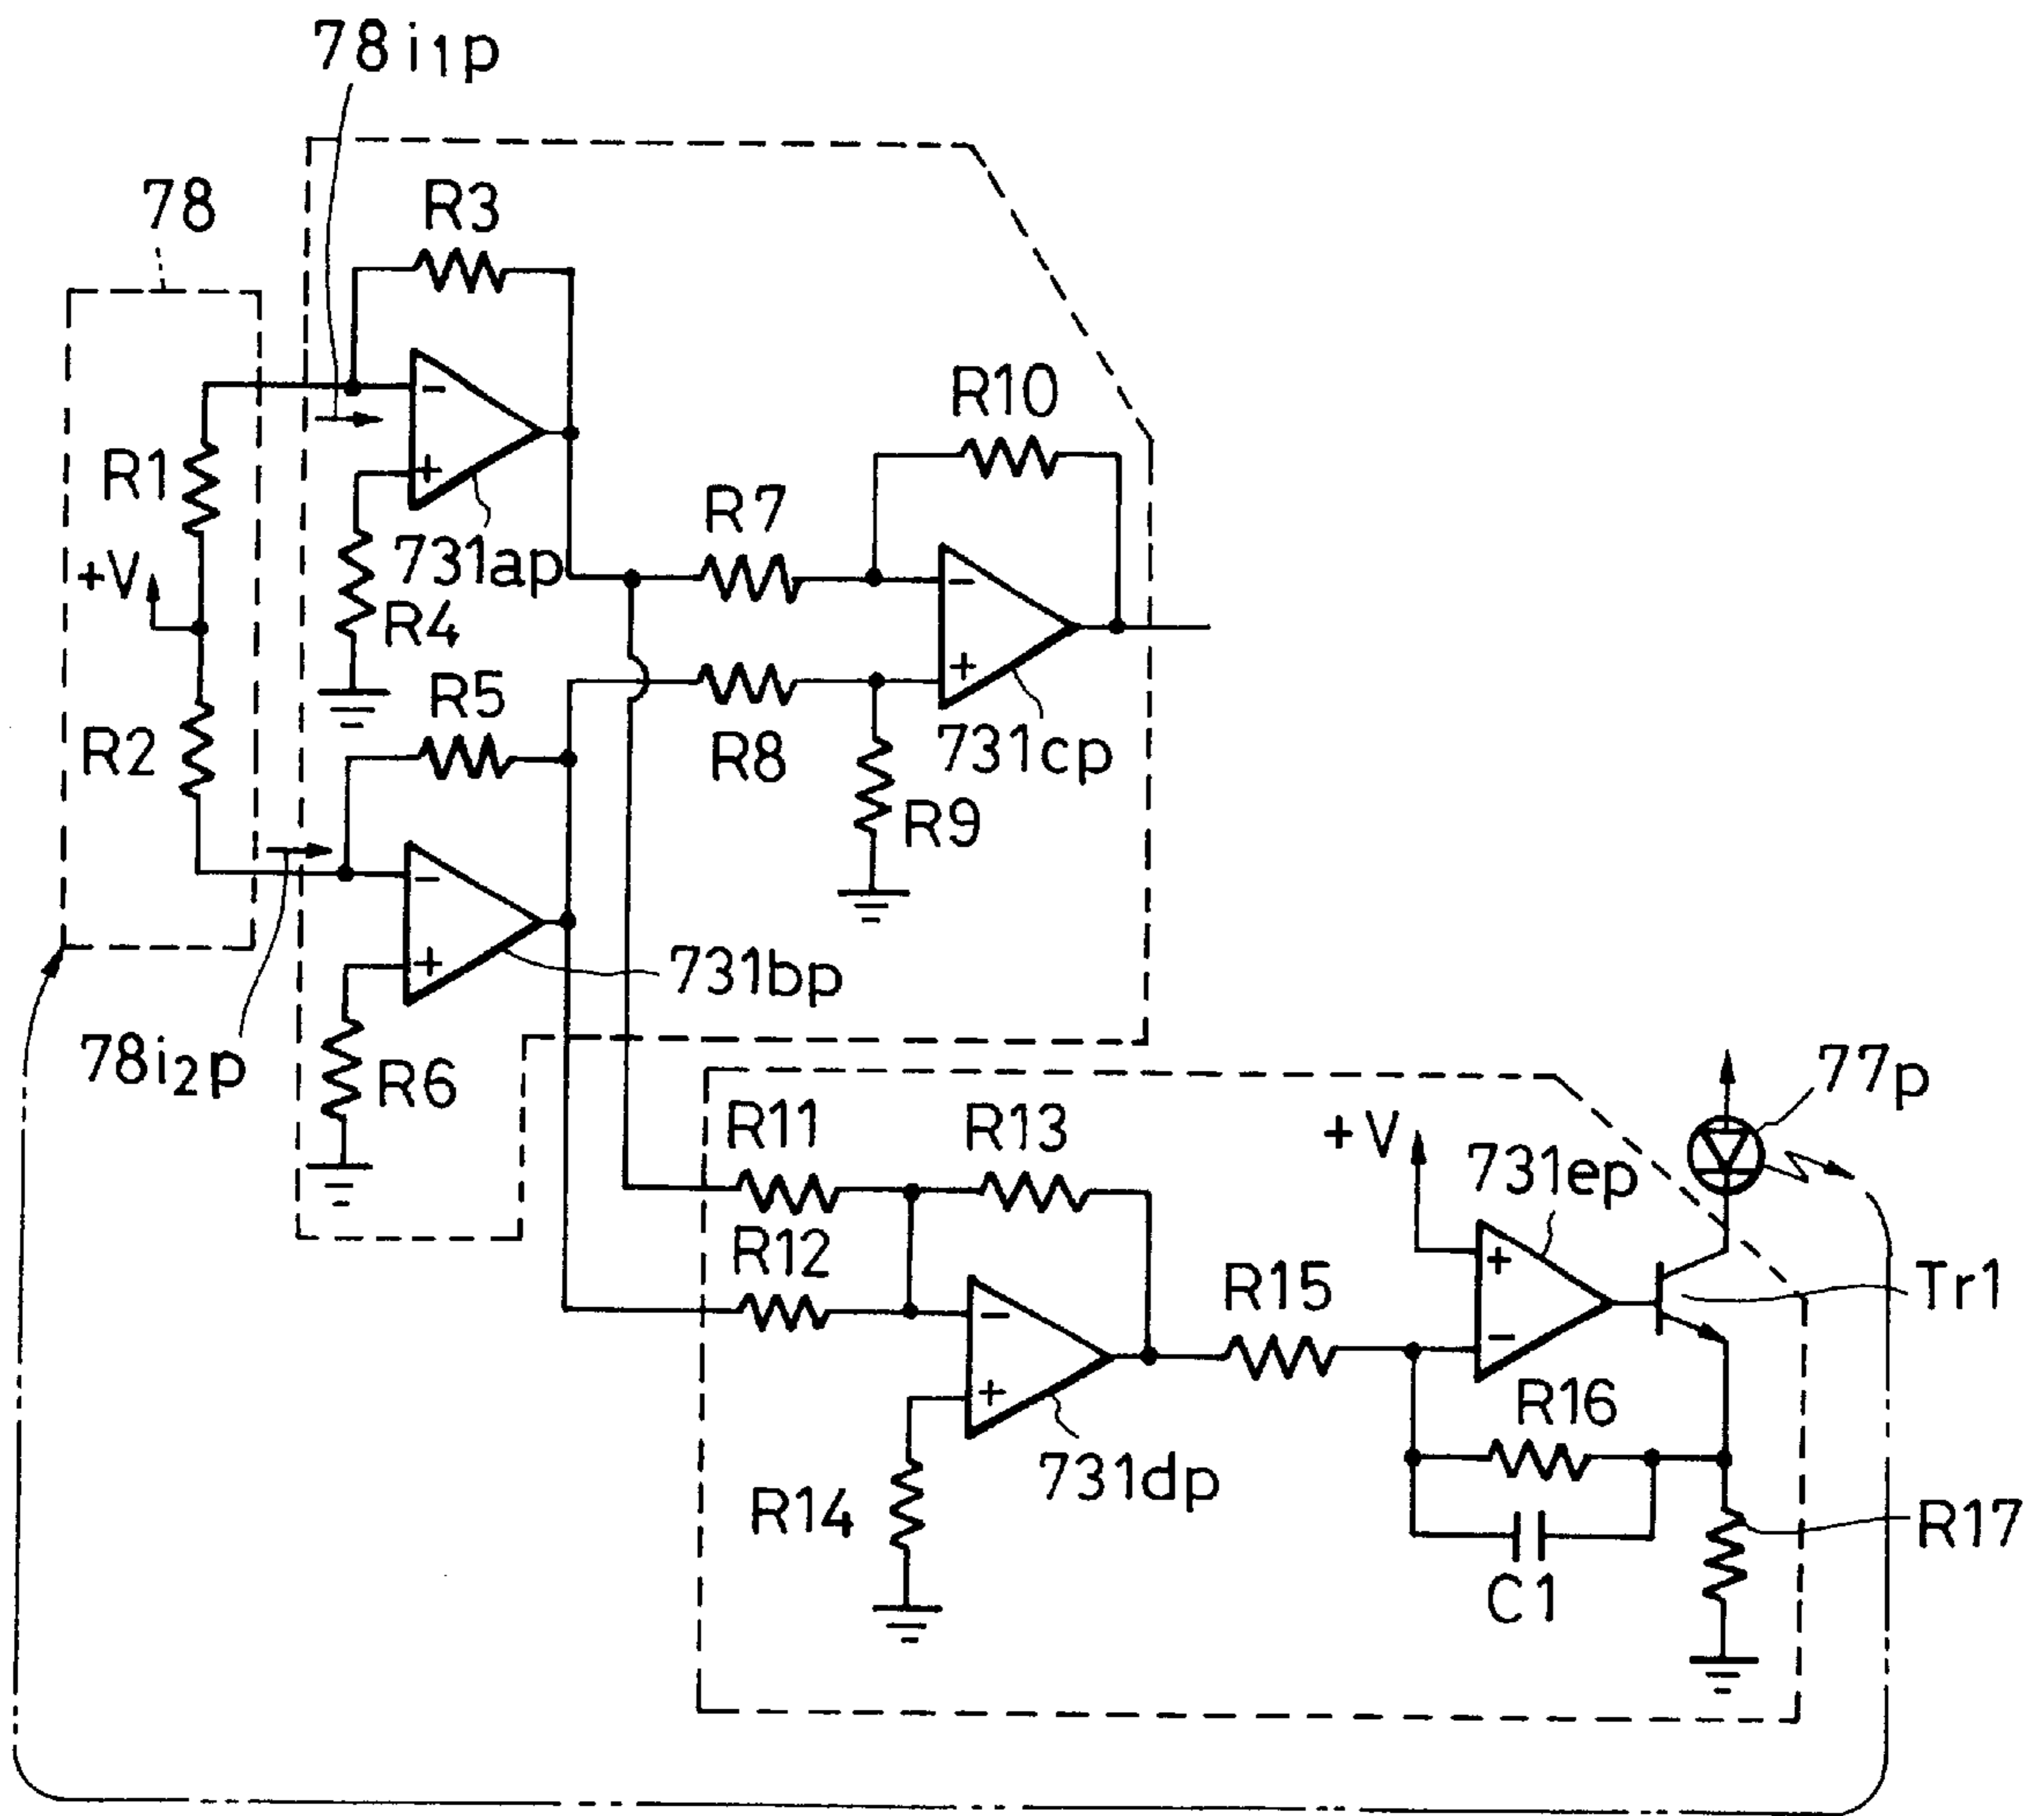 78i1p
78
R3
R10
R1
R7
731ap
+V
R4
R5
R2
R8
731cp
R9
731bp
78i2p
R6
77p
R11
R13
+V
731ep
R12
R15
Tr1
R16
731dp
R14
R17
C1